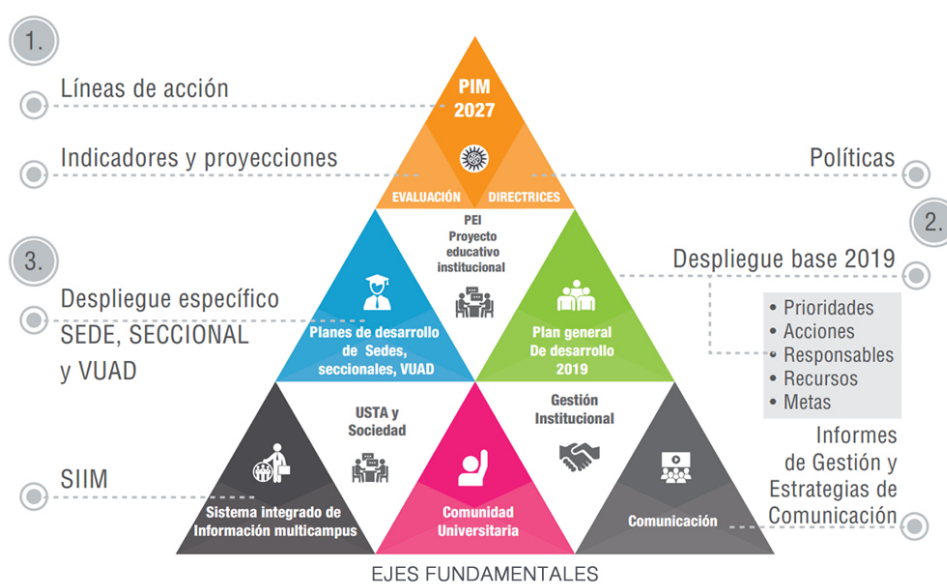 1.
Líneas de acción
Indicadores y proyecciones
PIM
2027
EVALUACIÓN
DIRECTRICES
Políticas
2.
Despliegue base 2019
• Prioridades
• Acciones
• Responsables
• Recursos
• Metas
3.
Despliegue específico
SEDE, SECCIONAL
y VUAD
PEI
Proyecto
educativo
institucional
Planes de desarrollo
de Sedes,
seccionales, VUAD
Plan general
De desarrollo
2019
USTA y
Sociedad
Gestión
Institucional
SIIM
Sistema integrado de
Información multicampus
Comunidad
Universitaria
Comunicación
Informes
de Gestión y
Estrategias de
Comunicación
EJES FUNDAMENTALES